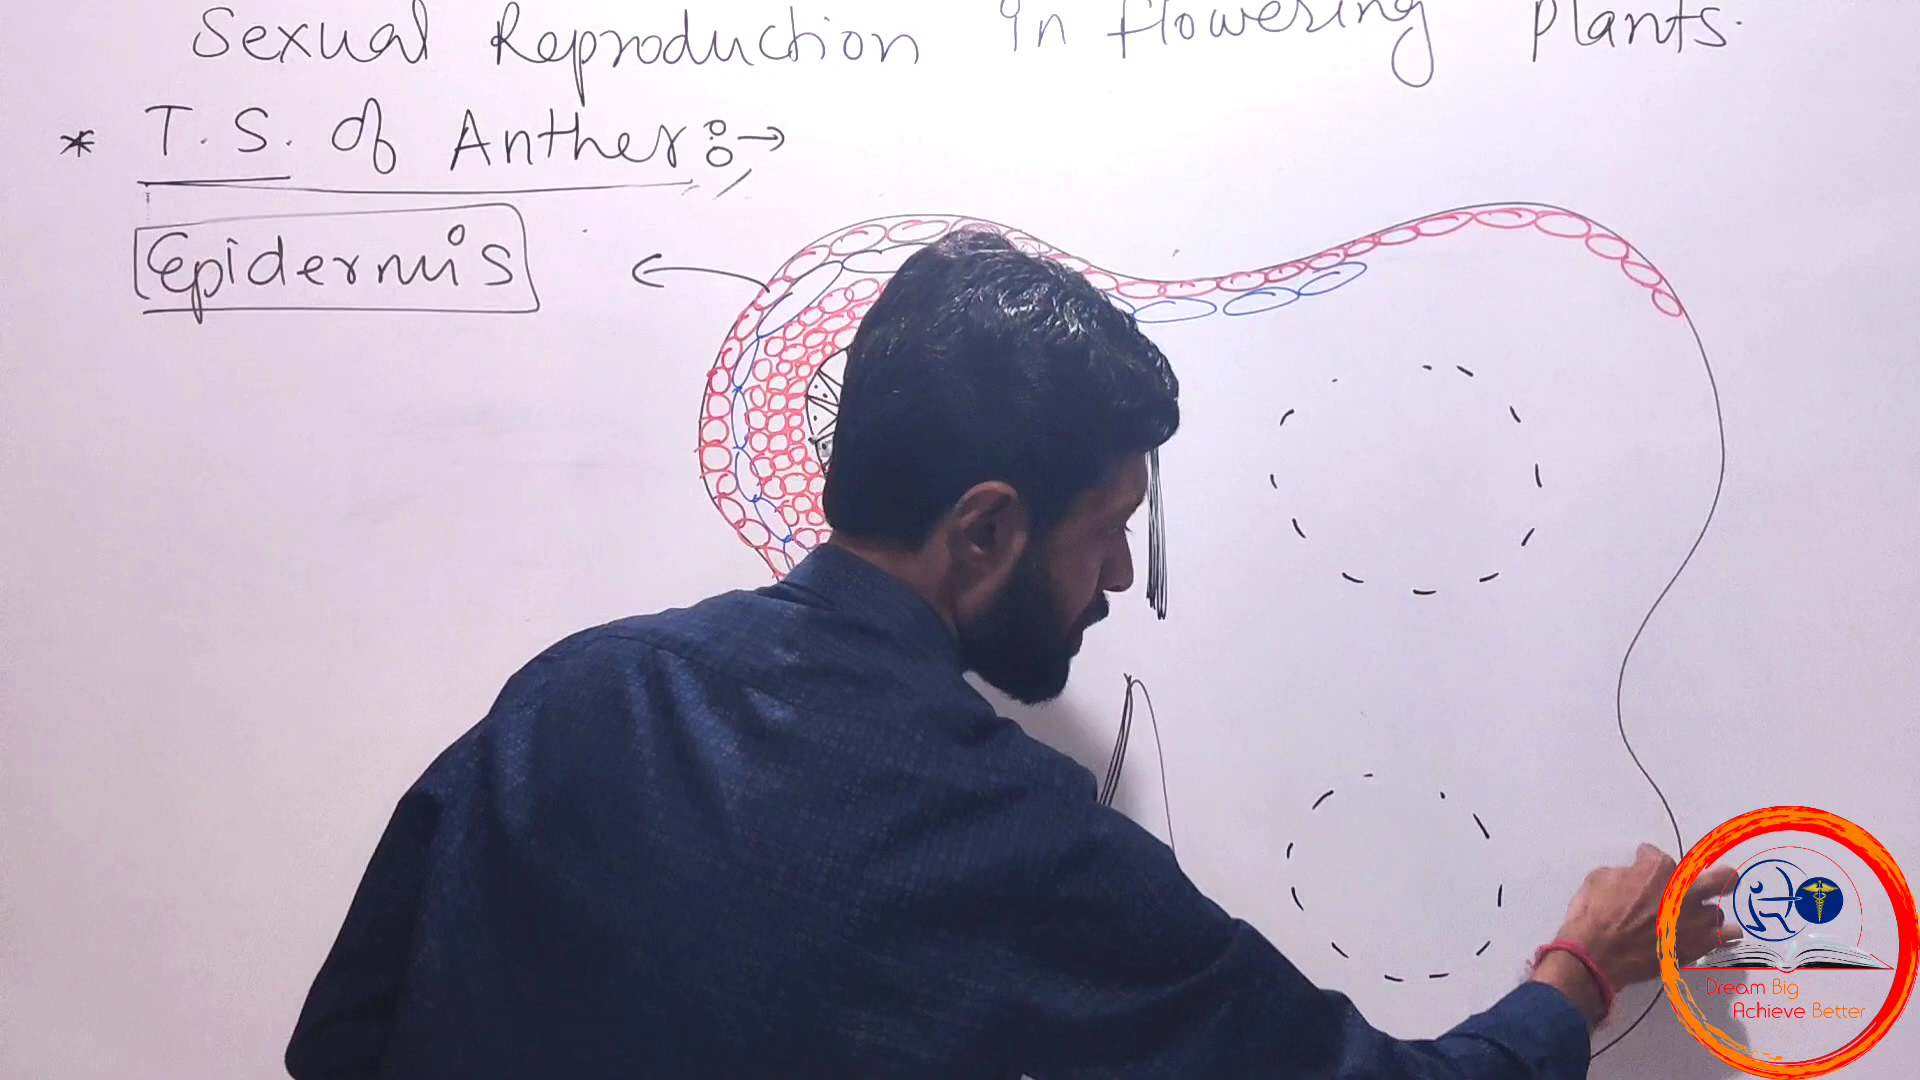 Sexual Reproduction in flowering Plants.
* T.S. of Anther:→
Epidermis
Dream Big
Achieve Better